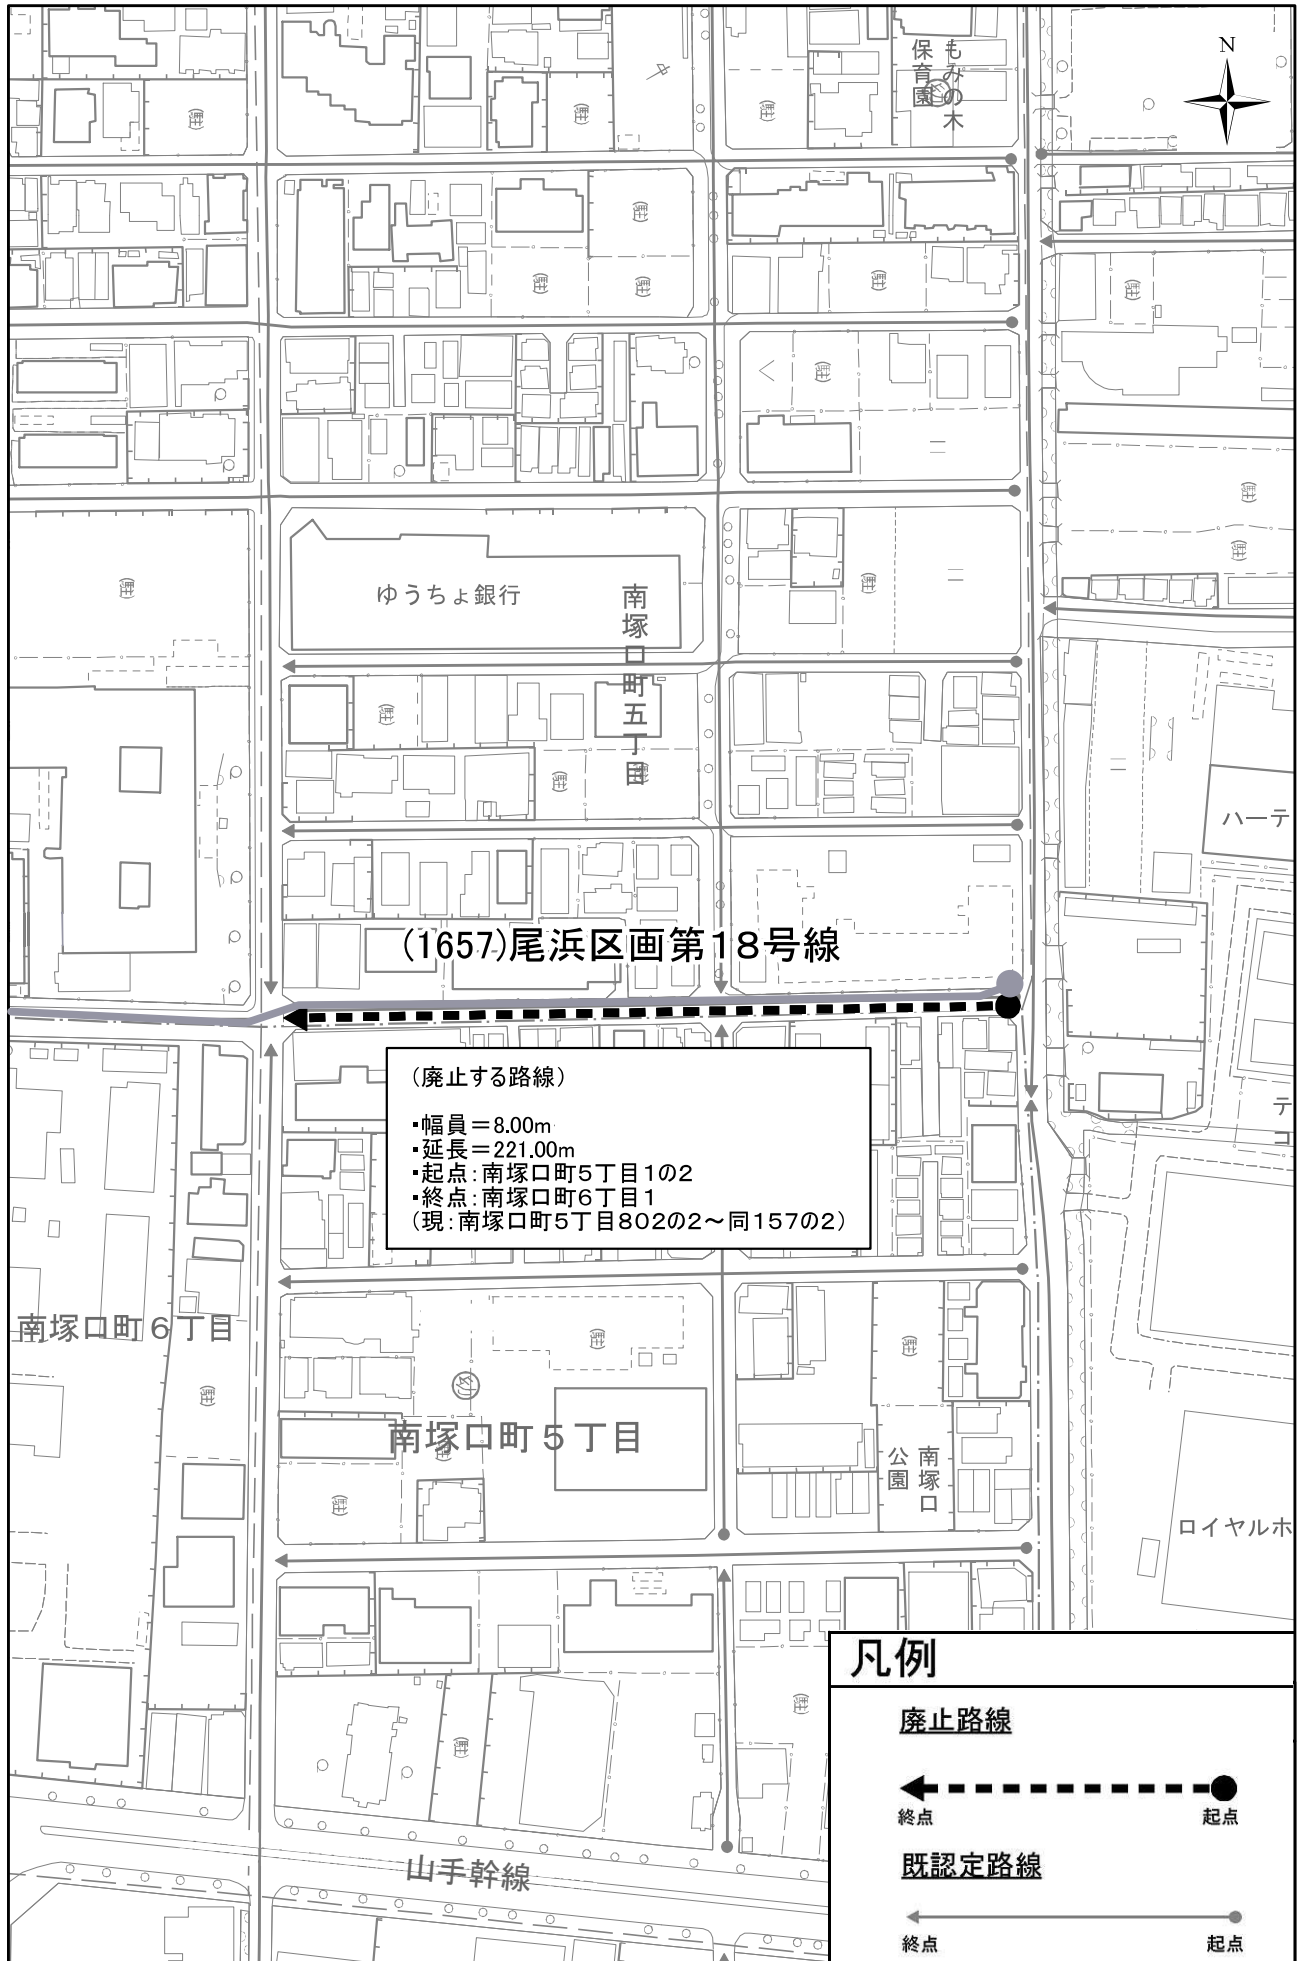 もみの木
保育園
N
ゆうちょ銀行
南塚口町五丁目
ハーテ
(1657)尾浜区画第18号線
(廃止する路線)
・幅員=8.00m
・延長=221.00m
・起点:南塚口町5丁目1の2
・終点:南塚口町6丁目1
(現:南塚口町5丁目802の2～同157の2)
テ
コ
南塚口町6丁目
幼
南塚口町5丁目
南塚口
公園
ロイヤルホ
山手幹線
凡例
廃止路線
終点 起点
既認定路線
終点 起点